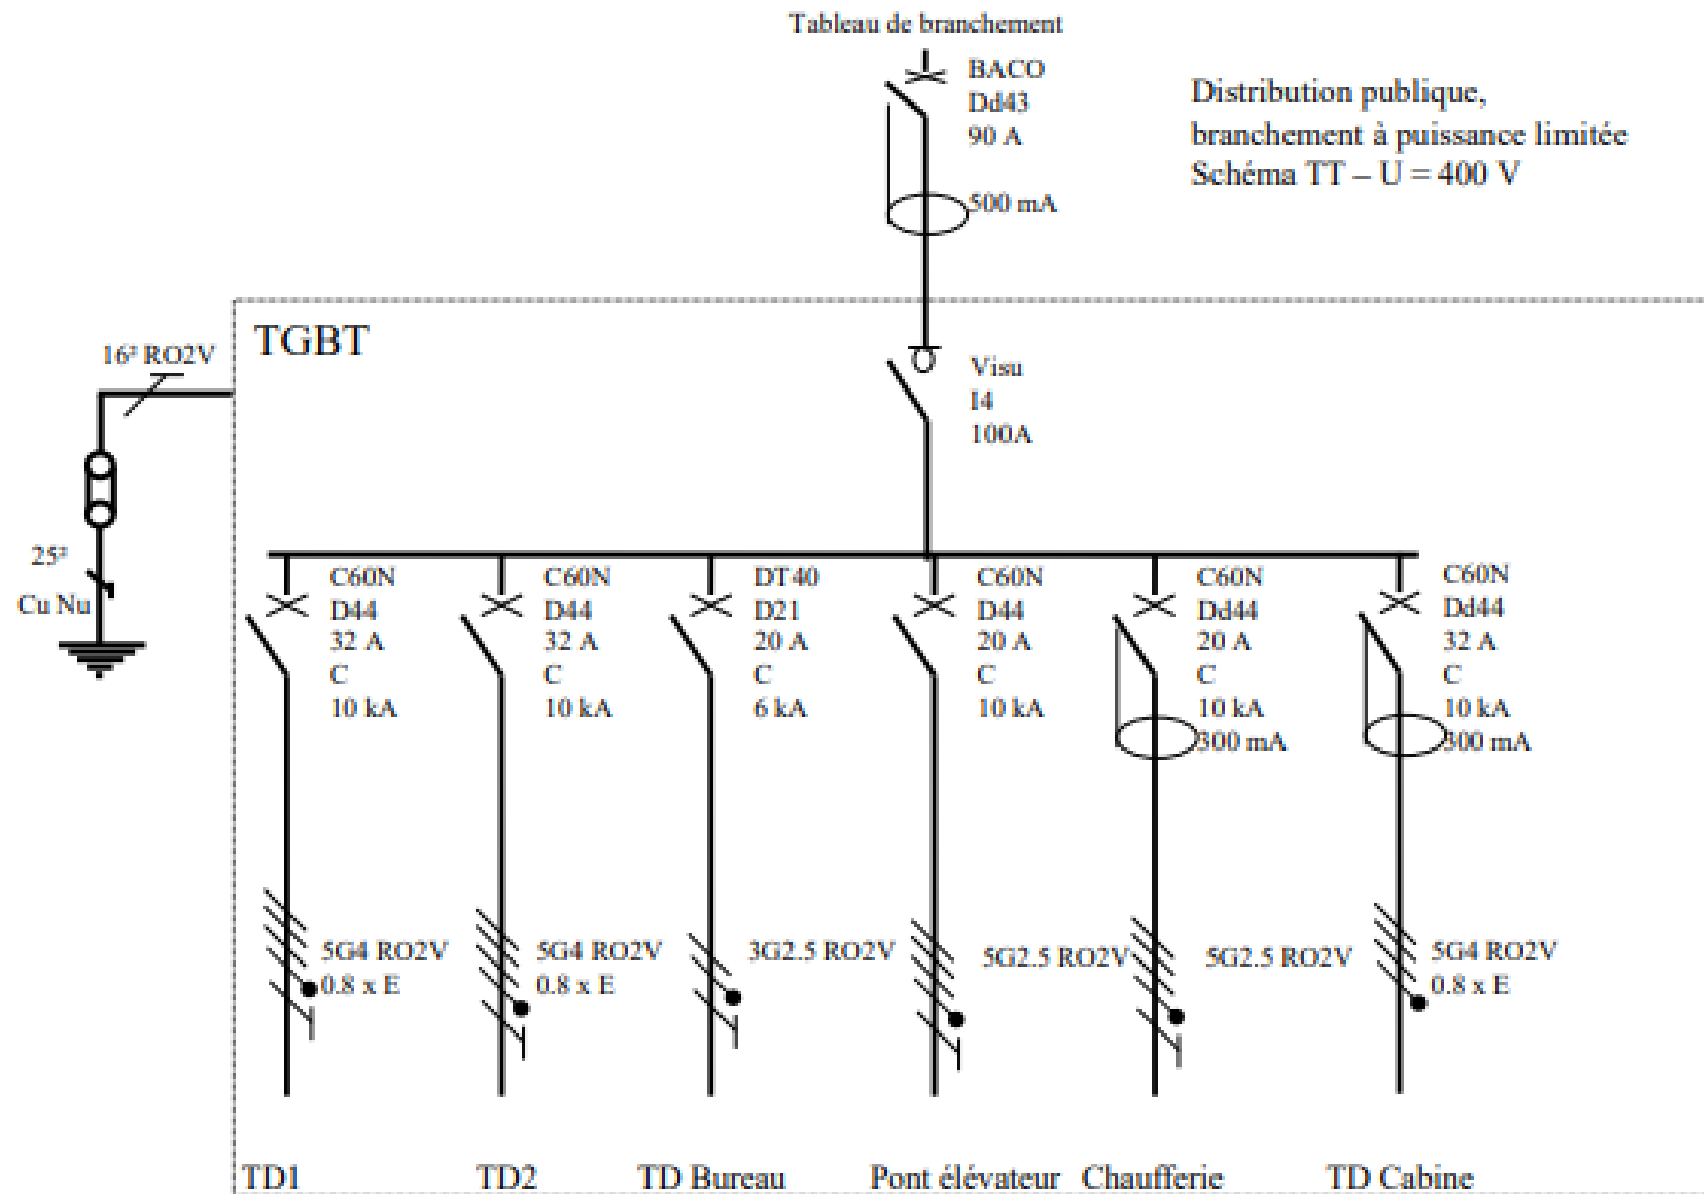 Tableau de branchement
BACO
Dd43
90 A
500 mA
Distribution publique,
branchement à puissance limitée
Schéma TT – U = 400 V
TGBT
16² RO2V
25²
Cu Nu
Visu
I4
100A
C60N
D44
32 A
C
10 kA
C60N
D44
32 A
C
10 kA
DT40
D21
20 A
C
6 kA
C60N
D44
20 A
C
10 kA
C60N
Dd44
20 A
C
10 kA
300 mA
C60N
Dd44
32 A
C
10 kA
300 mA
5G4 RO2V
0.8 x E
5G4 RO2V
0.8 x E
3G2.5 RO2V
5G2.5 RO2V
5G2.5 RO2V
5G4 RO2V
0.8 x E
TD1
TD2
TD Bureau
Pont élévateur
Chaufferie
TD Cabine